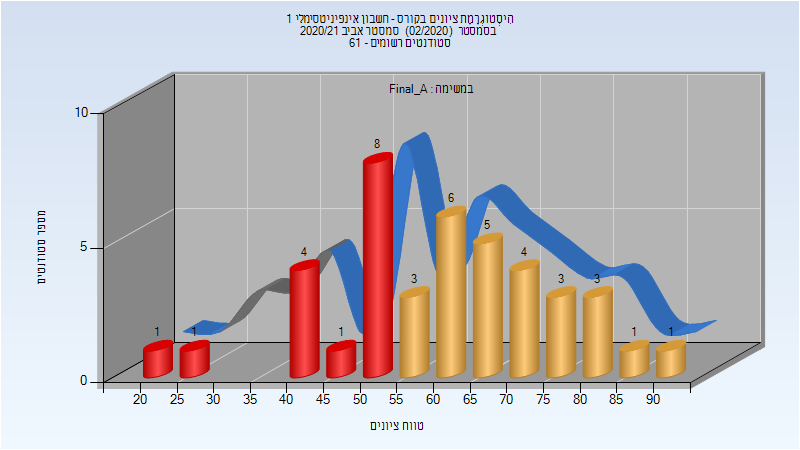 היסטוגרמת ציונים בקורס - חשבון אינפיניטסימלי 1
בסמסטר (02/2020) סמסטר אביב 2020/21
סטודנטים רשומים - 61
במשימה : Final_A
מספר סטודנטים
10
5
0
1
1
4
1
8
3
6
5
4
3
3
1
1
20 25 30 35 40 45 50 55 60 65 70 75 80 85 90
טווח ציונים